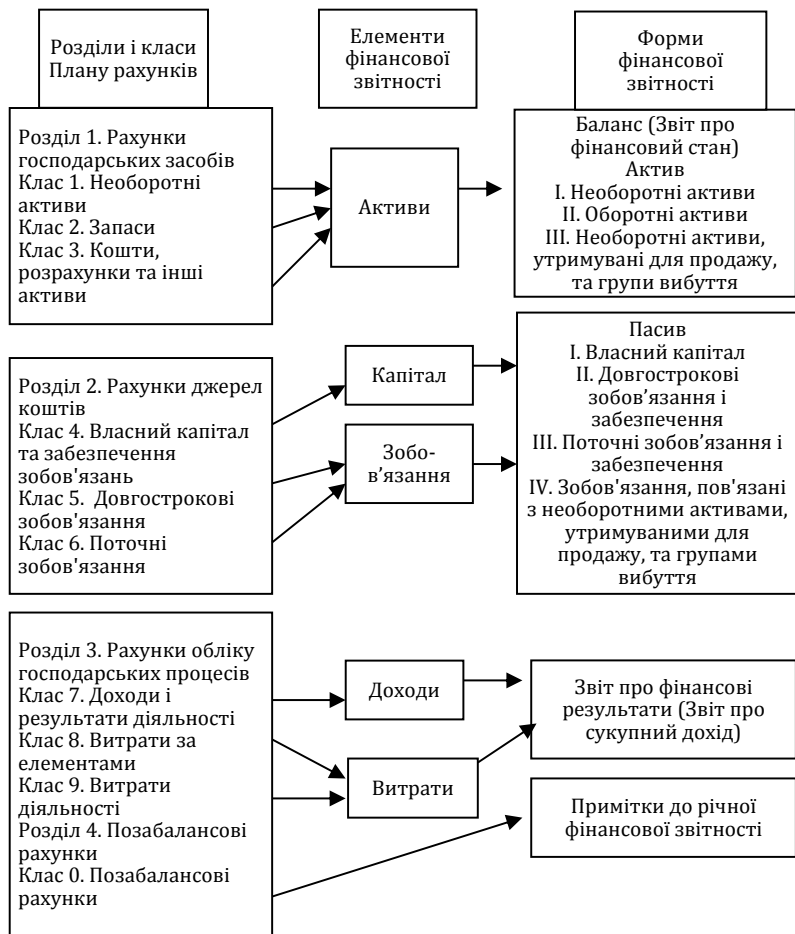 Розділи і класи
Плану рахунків
Елементи
фінансової
звітності
Форми
фінансової
звітності
Розділ 1. Рахунки
господарських засобів
Клас 1. Необоротні
активи
Клас 2. Запаси
Клас 3. Кошти,
розрахунки та інші
активи
Активи
Баланс (Звіт про
фінансовий стан)
Актив
I. Необоротні активи
II. Оборотні активи
III. Необоротні активи,
утримувані для продажу,
та групи вибуття
Розділ 2. Рахунки джерел
коштів
Клас 4. Власний капітал
та забезпечення
зобов'язань
Клас 5.  Довгострокові
зобов'язання
Клас 6. Поточні
зобов'язання
Капітал
Зобо-
в’язання
Пасив
I. Власний капітал
II. Довгострокові
зобов’язання і
забезпечення
III. Поточні зобов’язання і
забезпечення
IV. Зобов'язання, пов'язані
з необоротними активами,
утримуваними для
продажу, та групами
вибуття
Розділ 3. Рахунки обліку
господарських процесів
Клас 7. Доходи і
результати діяльності
Клас 8. Витрати за
елементами
Клас 9. Витрати
діяльності
Розділ 4. Позабалансові
рахунки
Клас 0. Позабалансові
рахунки
Доходи
Витрати
Звіт про фінансові
результати (Звіт про
сукупний дохід)
Примітки до річної
фінансової звітності